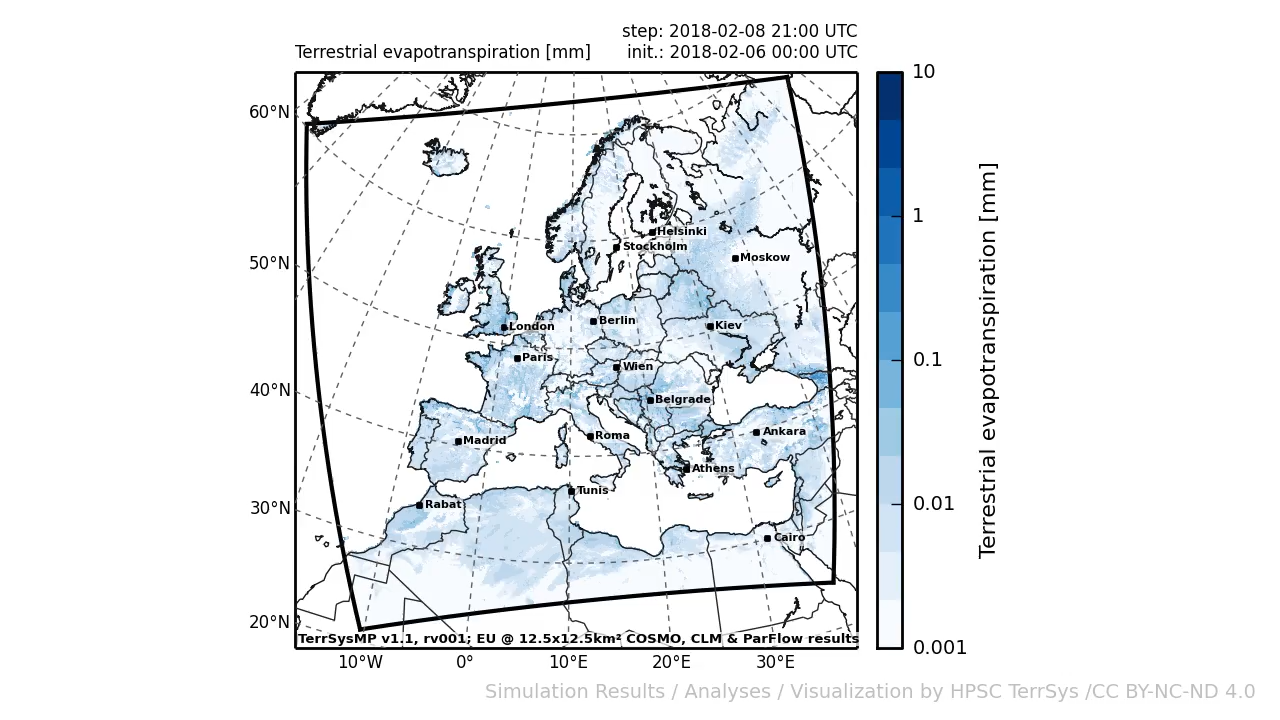 step: 2018-02-08 21:00 UTC
Terrestrial evapotranspiration [mm]
init.: 2018-02-06 00:00 UTC
60°N
50°N
40°N
30°N
20°N
10°W
0°
10°E
20°E
30°E
Helsinki
Stockholm
Moskow
London
Berlin
Kiev
Paris
Wien
Belgrade
Madrid
Roma
Ankara
Athens
Tunis
Rabat
Cairo
TerrSysMP v1.1, rv001; EU @ 12.5x12.5km² COSMO, CLM & ParFlow results
10
1
0.1
0.01
0.001
Terrestrial evapotranspiration [mm]
Simulation Results / Analyses / Visualization by HPSC TerrSys /CC BY-NC-ND 4.0